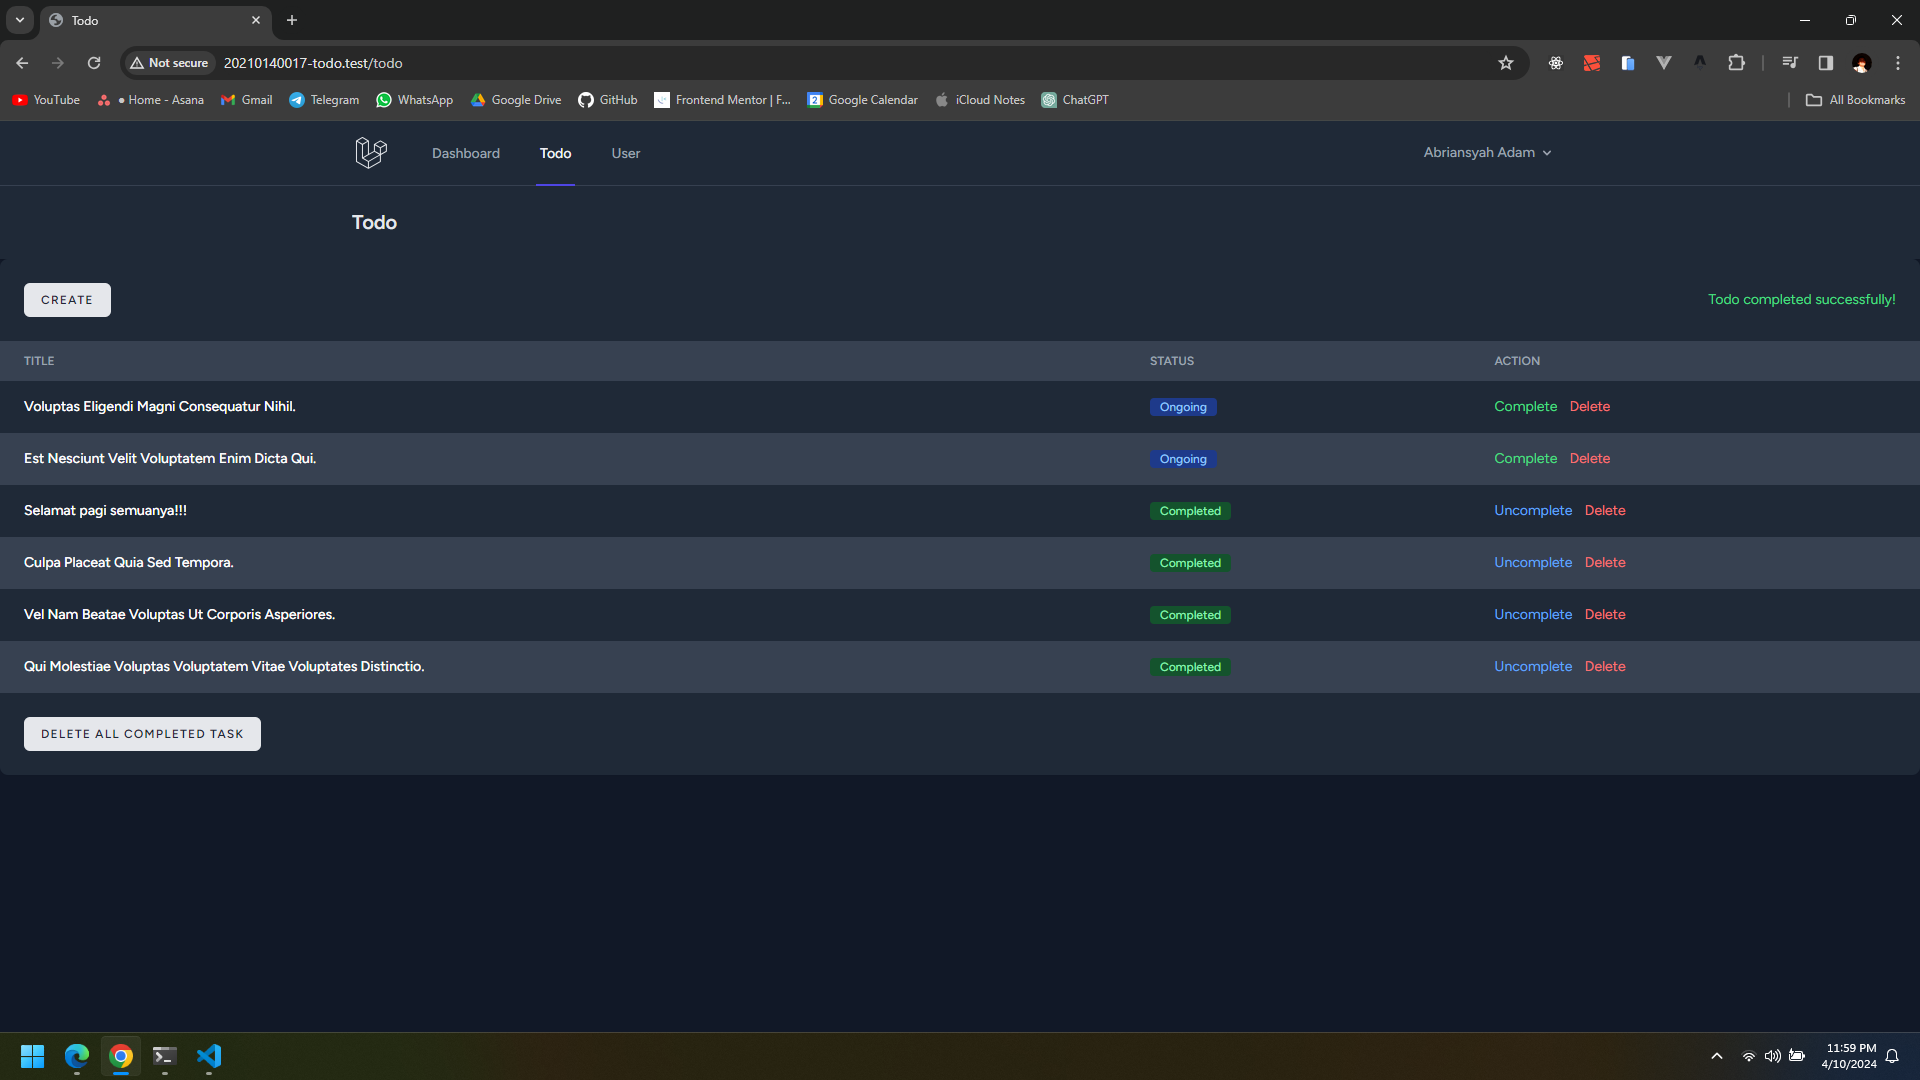 Todo
Not secure 20210140017-todo.test/todo
YouTube ● Home - Asana Gmail Telegram WhatsApp Google Drive GitHub Frontend Mentor | F... 2 Google Calendar iCloud Notes ChatGPT All Bookmarks
Dashboard Todo User Abriansyah Adam
Todo
CREATE Todo completed successfully!
TITLE STATUS ACTION
Voluptas Eligendi Magni Consequatur Nihil. Ongoing Complete Delete
Est Nesciunt Velit Voluptatem Enim Dicta Qui. Ongoing Complete Delete
Selamat pagi semuanya!!! Completed Uncomplete Delete
Culpa Placeat Quia Sed Tempora. Completed Uncomplete Delete
Vel Nam Beatae Voluptas Ut Corporis Asperiores. Completed Uncomplete Delete
Qui Molestiae Voluptas Voluptatem Vitae Voluptates Distinctio. Completed Uncomplete Delete
DELETE ALL COMPLETED TASK
11:59 PM
4/10/2024